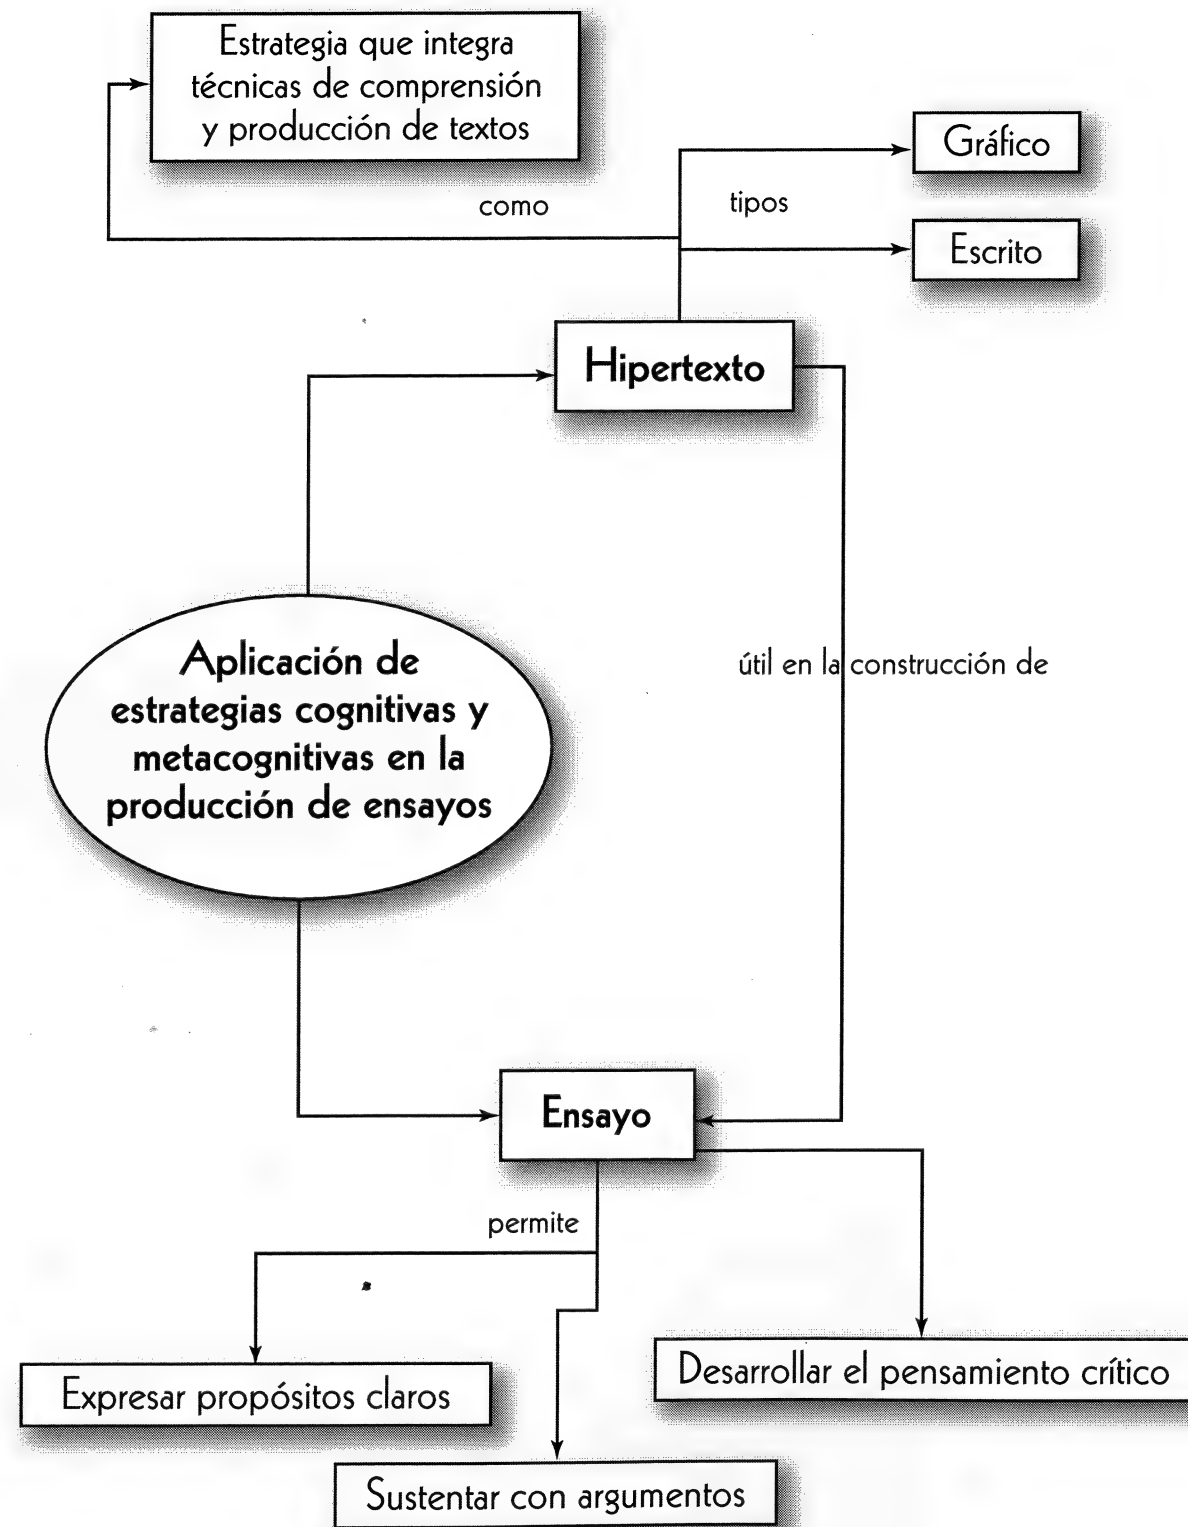 Estrategia que integra
técnicas de comprensión
y producción de textos
Gráfico
como
tipos
Escrito
Hipertexto
Aplicación de
estrategias cognitivas y
metacognitivas en la
producción de ensayos
útil en la construcción de
Ensayo
permite
Expresar propósitos claros
Desarrollar el pensamiento crítico
Sustentar con argumentos